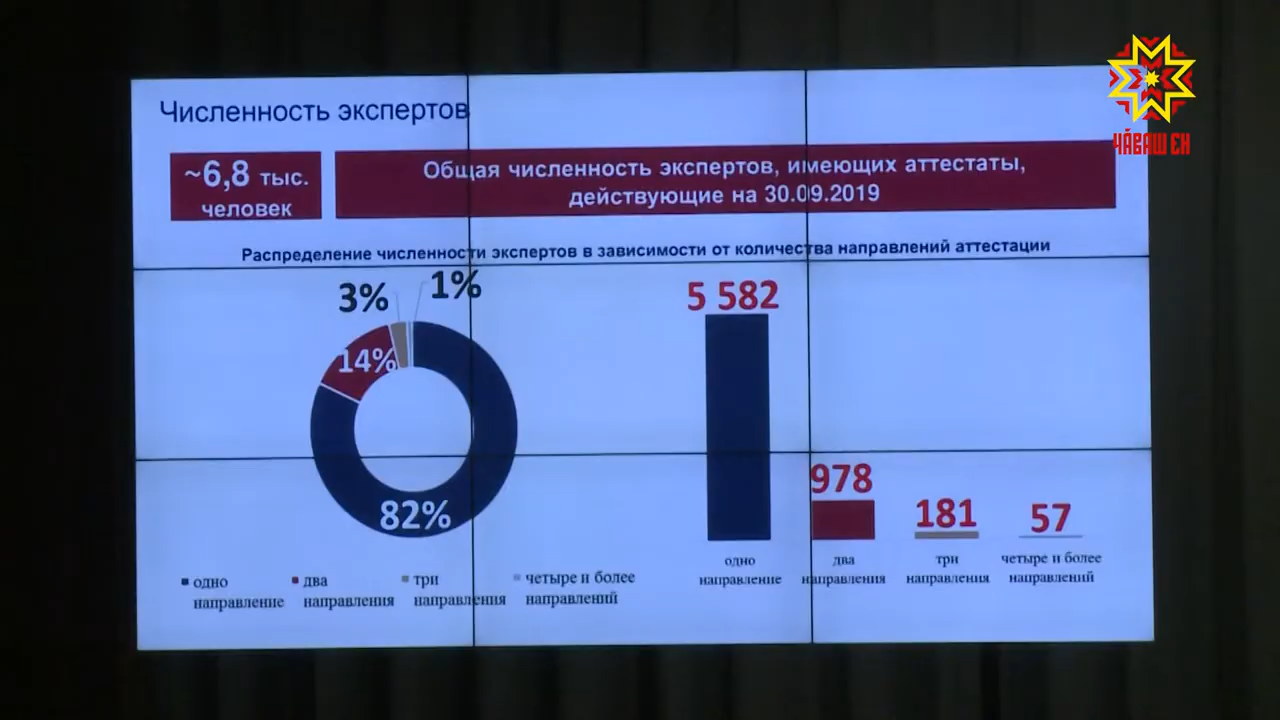 Численность экспертов
~6,8 тыс.
человек
Общая численность экспертов, имеющих аттестаты,
действующие на 30.09.2019
Распределение численности экспертов в зависимости от количества направлений аттестации
3%
1%
14%
82%
одно
направление
два
направления
три
направления
четыре и более
направлений
5 582
978
181
57
одно
направление
два
направления
три
направления
четыре и более
направлений
ЧӐВАШ ЕН